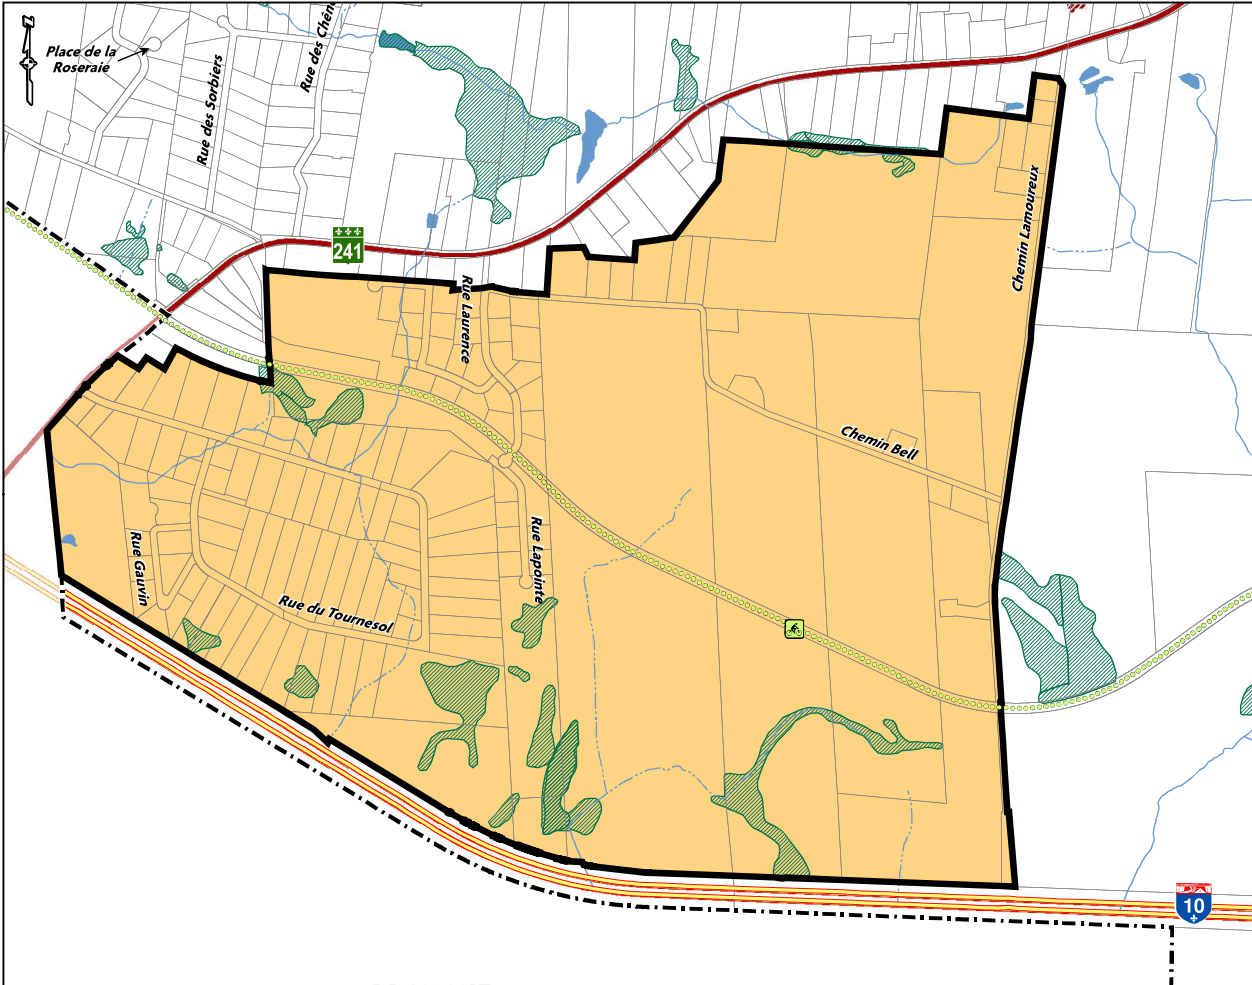 N
Place de la
Roseraie
Rue des Sorbiers
Rue des Chên
241
Rue Laurence
Chemin Lamoureux
Chemin Bell
Rue Gauvin
Rue du Tournesol
Rue Lapointe
10